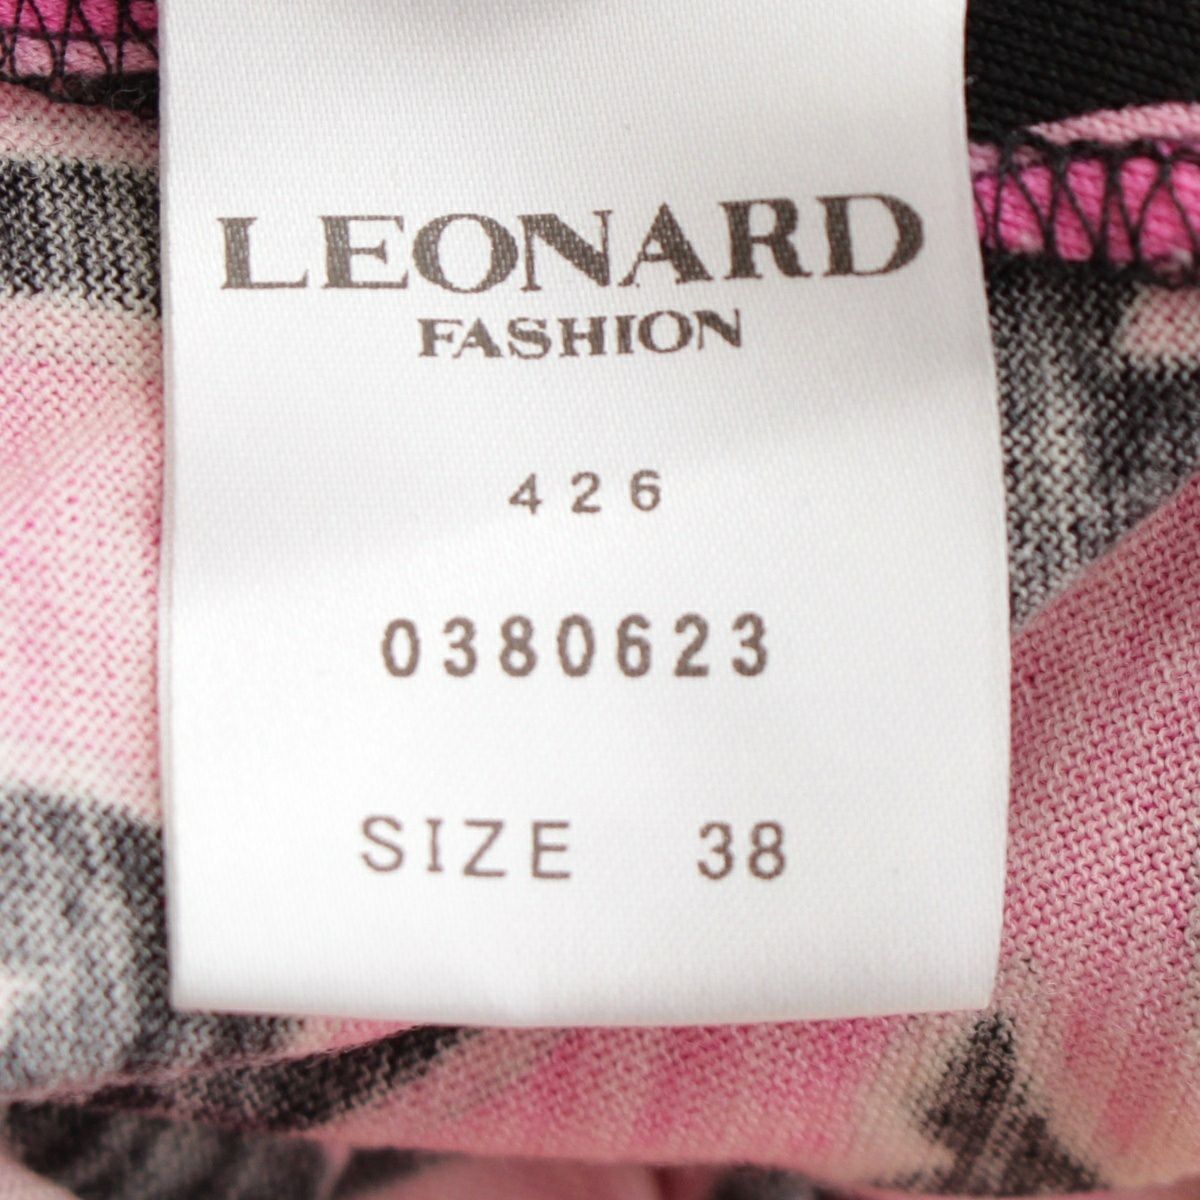 LEONARD
FASHION
426
0380623
SIZE 38